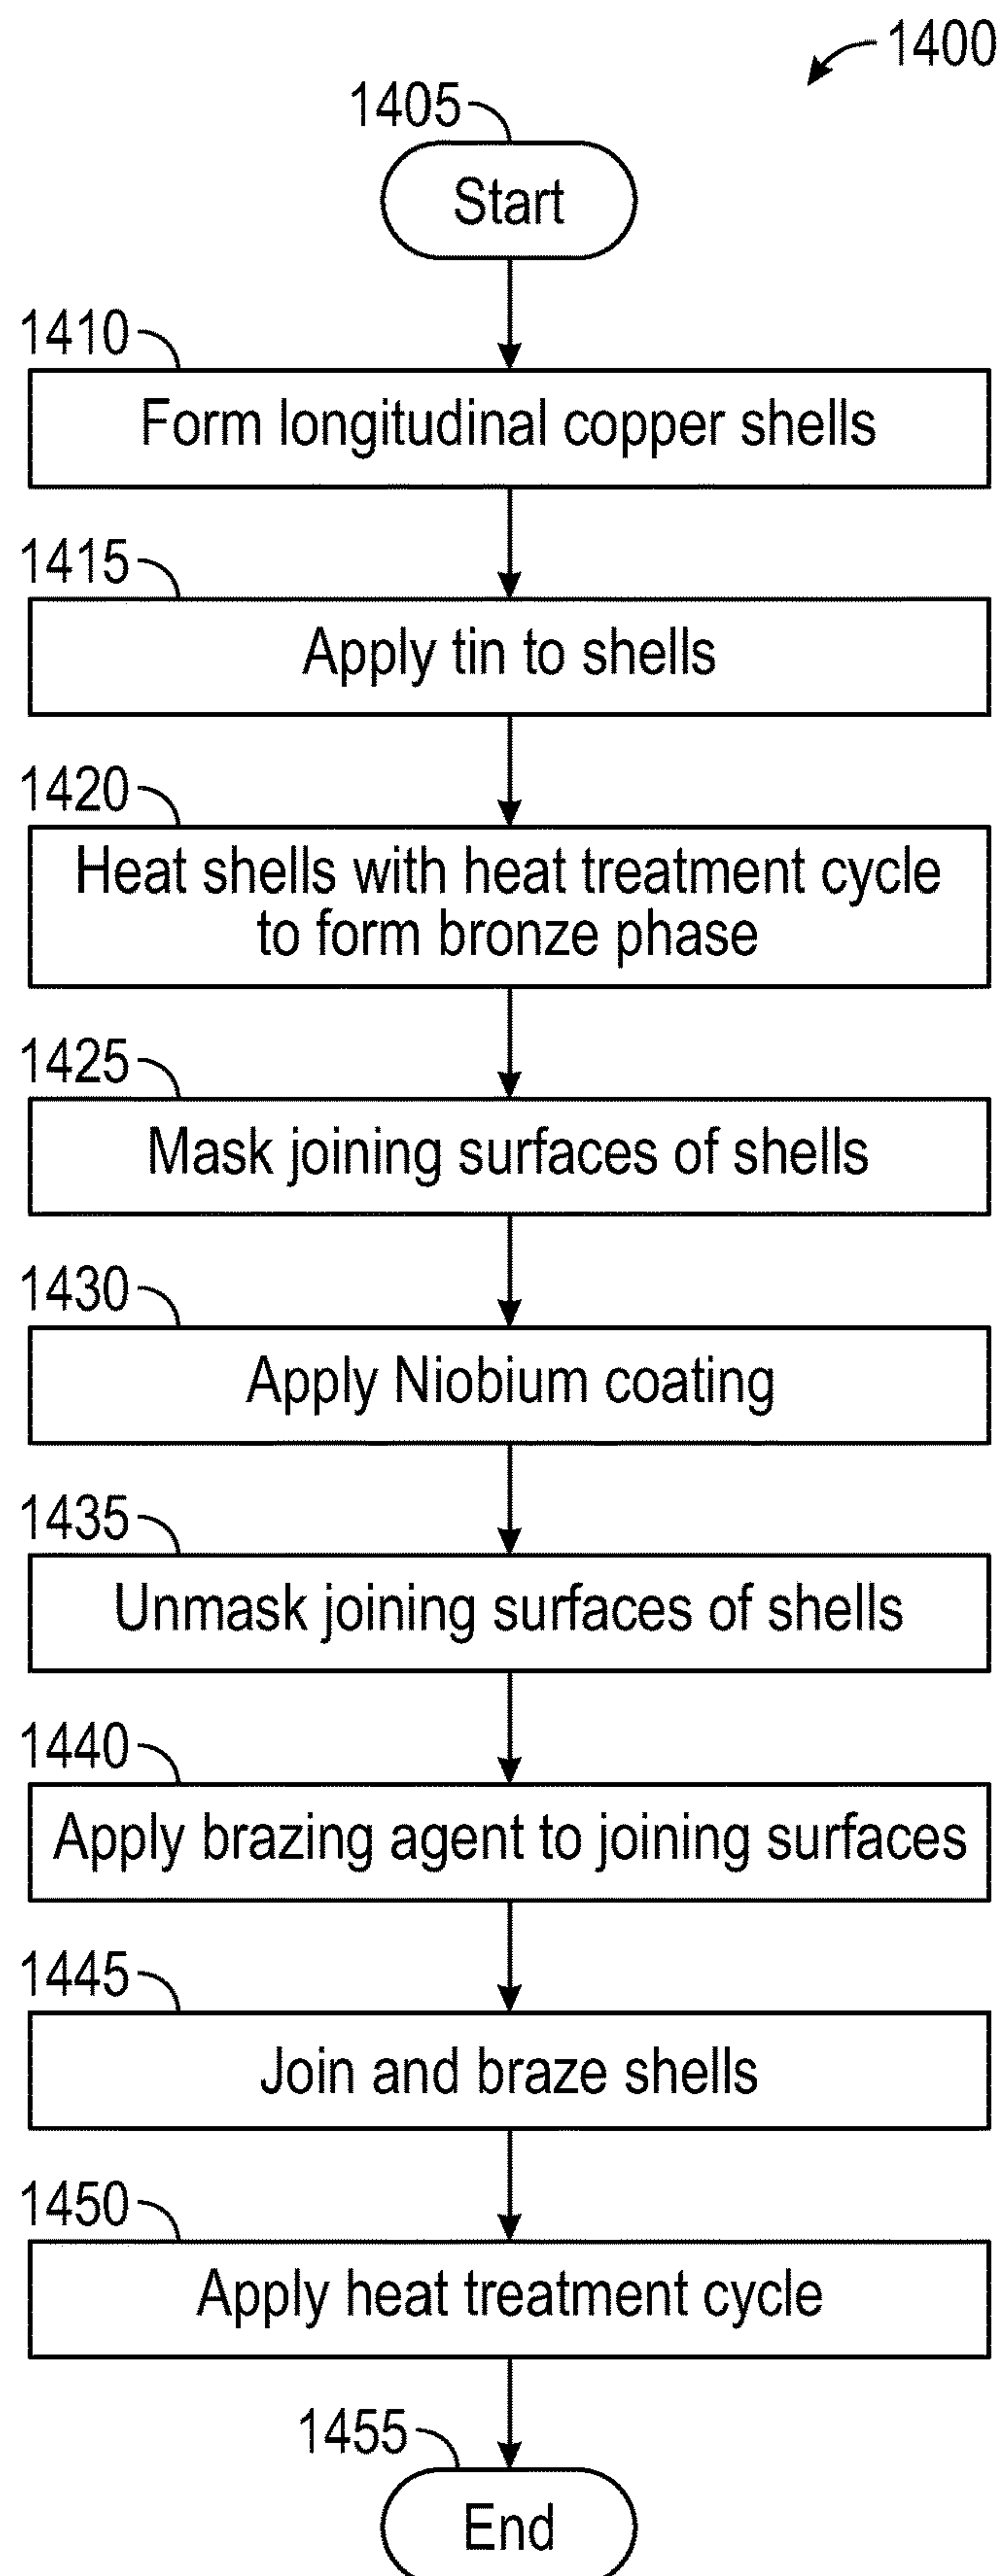 1400
1405
Start
1410
Form longitudinal copper shells
1415
Apply tin to shells
1420
Heat shells with heat treatment cycle
to form bronze phase
1425
Mask joining surfaces of shells
1430
Apply Niobium coating
1435
Unmask joining surfaces of shells
1440
Apply brazing agent to joining surfaces
1445
Join and braze shells
1450
Apply heat treatment cycle
1455
End